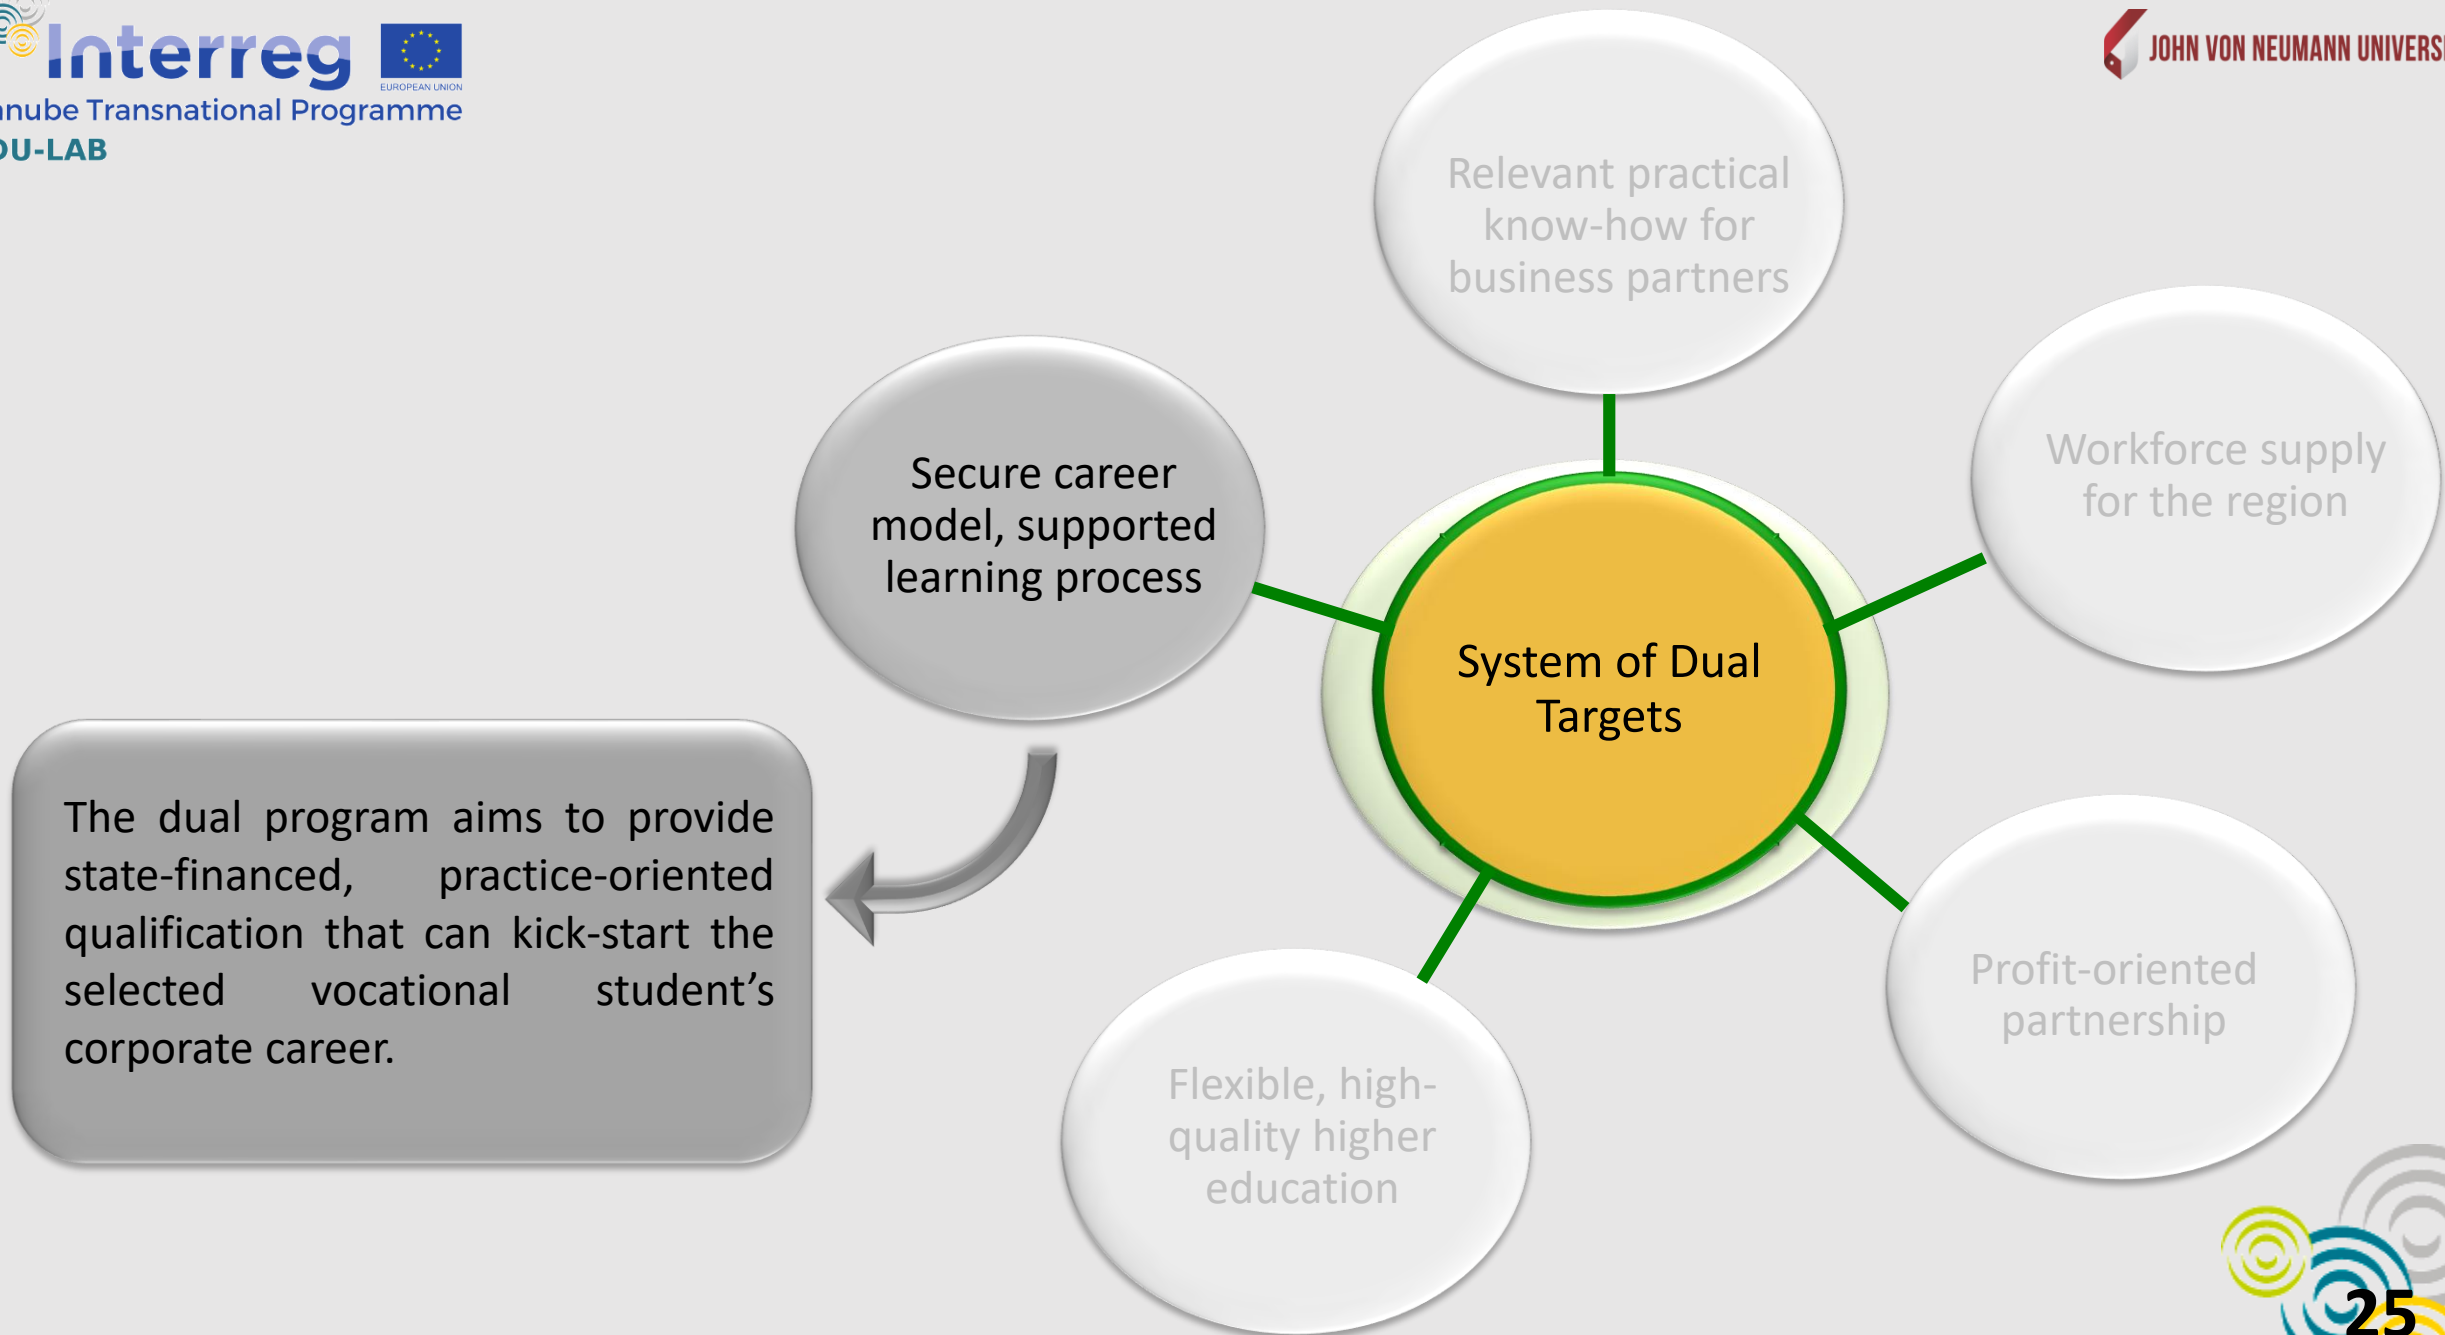 Interreg
EUROPEAN UNION
anube Transnational Programme
DU-LAB
JOHN VON NEUMANN UNIVERSI
Relevant practical
know-how for
business partners
Workforce supply
for the region
Secure career
model, supported
learning process
System of Dual
Targets
The dual program aims to provide
state-financed, practice-oriented
qualification that can kick-start the
selected vocational student’s
corporate career.
Profit-oriented
partnership
Flexible, high-
quality higher
education
25